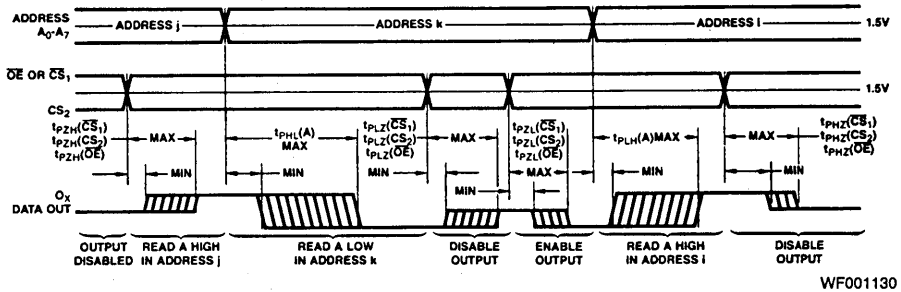 ADDRESS
A0-A7
ADDRESS j
ADDRESS k
ADDRESS l
1.5V
OE OR CS1
CS2
1.5V
tPZH(CS1)
tPZH(CS2)
tPZH(OE)
MAX
MIN
tPHL(A)
MAX
MIN
tPLZ(CS1)
tPLZ(CS2)
tPLZ(OE)
MAX
MIN
tPZL(CS1)
tPZL(CS2)
tPZL(OE)
MAX
tPLH(A)MAX
MIN
MAX
MIN
tPHZ(CS1)
tPHZ(CS2)
tPHZ(OE)
OX
DATA OUT
OUTPUT
DISABLED
READ A HIGH
IN ADDRESS j
READ A LOW
IN ADDRESS k
DISABLE
OUTPUT
ENABLE
OUTPUT
READ A HIGH
IN ADDRESS i
DISABLE
OUTPUT
WF001130